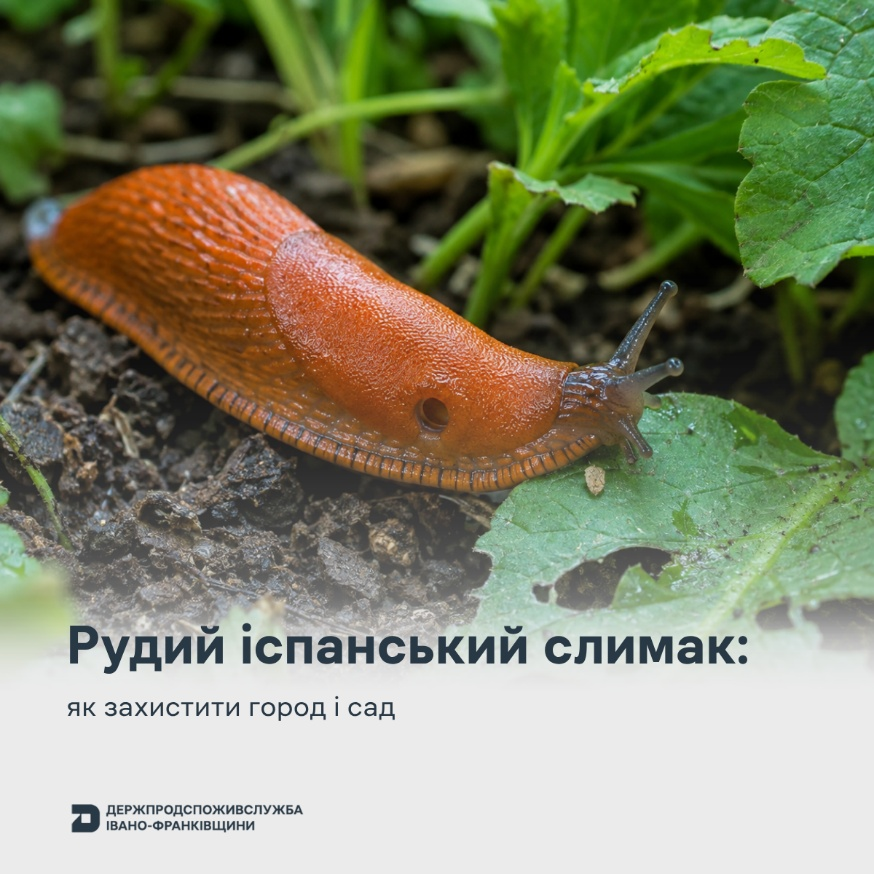 Рудий іспанський слимак:
як захистити город і сад
ДЕРЖПРОДСПОЖИВСЛУЖБА
ІВАНО-ФРАНКІВЩИНИ